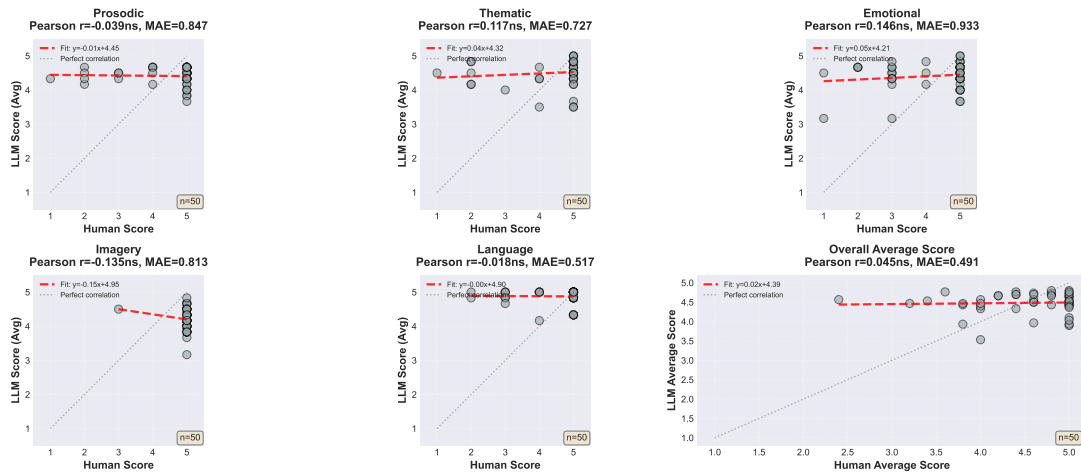 Prosodic
Pearson r=-0.039ns, MAE=0.847
Fit: y=-0.01x+4.45
Perfect correlation
5
4
3
2
1
LLM Score (Avg)
n=50
1 2 3 4 5
Human Score
Thematic
Pearson r=0.117ns, MAE=0.727
Fit: y=0.04x+4.32
Perfect correlation
5
4
3
2
1
LLM Score (Avg)
n=50
1 2 3 4 5
Human Score
Emotional
Pearson r=0.146ns, MAE=0.933
Fit: y=0.05x+4.21
Perfect correlation
5
4
3
2
1
LLM Score (Avg)
n=50
1 2 3 4 5
Human Score
Imagery
Pearson r=-0.135ns, MAE=0.813
Fit: y=-0.15x+4.95
Perfect correlation
5
4
3
2
1
LLM Score (Avg)
n=50
1 2 3 4 5
Human Score
Language
Pearson r=-0.018ns, MAE=0.517
Fit: y=-0.00x+4.90
Perfect correlation
5
4
3
2
1
LLM Score (Avg)
n=50
1 2 3 4 5
Human Score
Overall Average Score
Pearson r=0.045ns, MAE=0.491
Fit: y=0.02x+4.39
Perfect correlation
5.0
4.5
4.0
3.5
3.0
2.5
2.0
1.5
1.0
LLM Average Score
n=50
1.0 1.5 2.0 2.5 3.0 3.5 4.0 4.5 5.0
Human Average Score